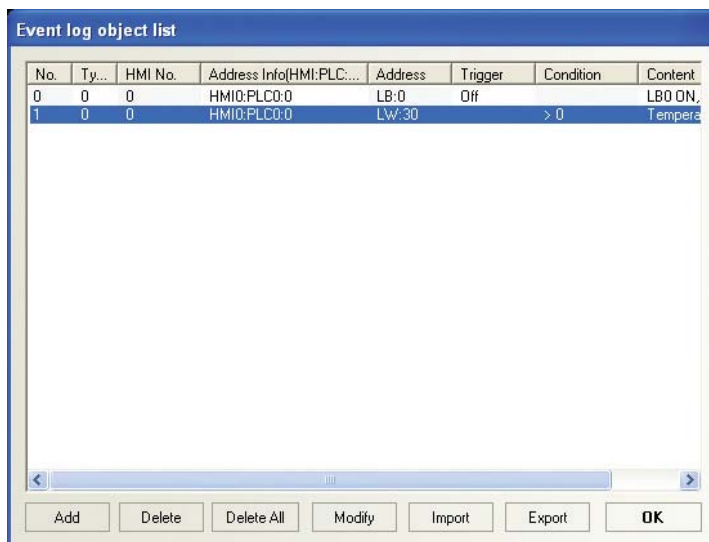 Event log object list
No. Ty... HMI No. Address Info(HMI:PLC:... Address Trigger Condition Content
0 0 0 HMI0:PLC0:0 LB:0 Off LB0 ON,
1 0 0 HMI0:PLC0:0 LW:30 > 0 Tempera
Add Delete Delete All Modify Import Export OK